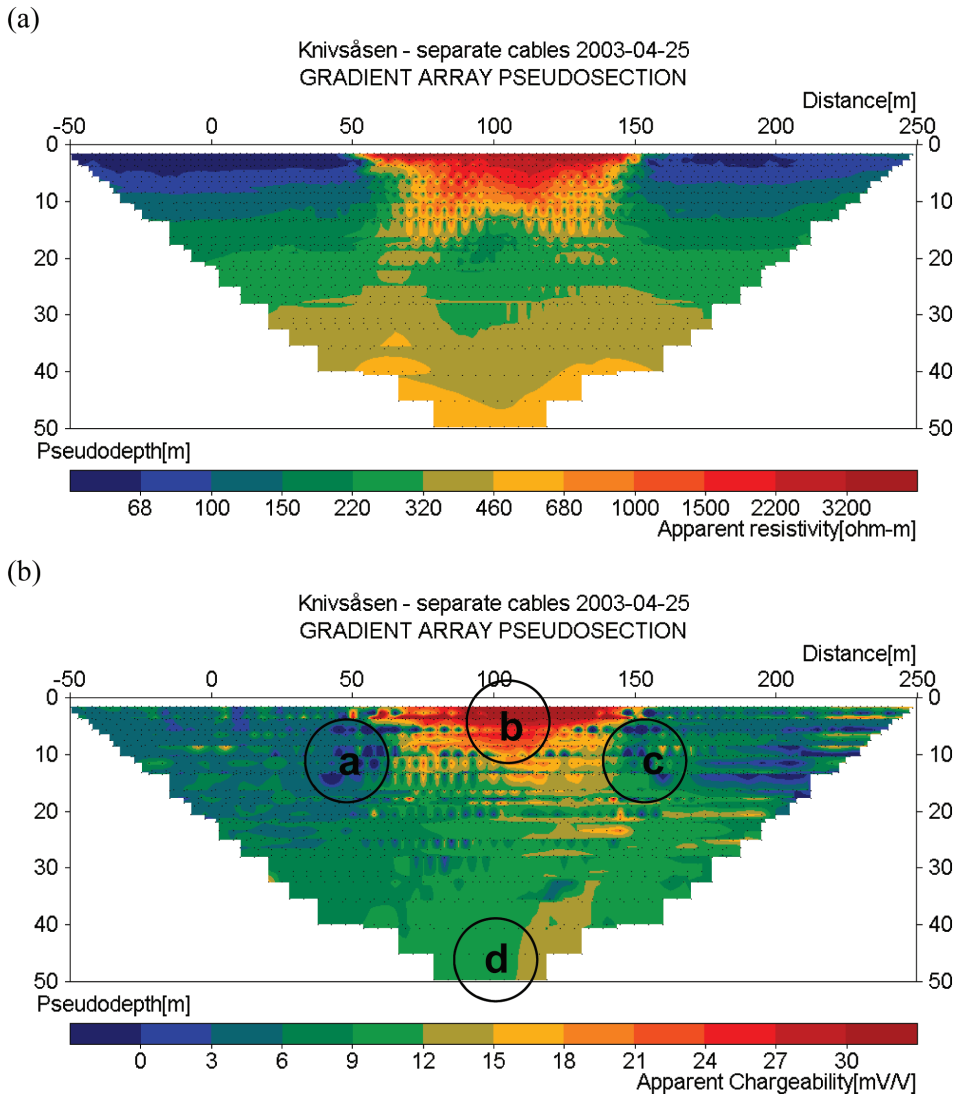 (a)
Knivsåsen - separate cables 2003-04-25
GRADIENT ARRAY PSEUDOSECTION
Distance[m]
-50 0 50 100 150 200 250
0 0
10 10
20 20
30 30
40 40
50 50
Pseudodepth[m]
68 100 150 220 320 460 680 1000 1500 2200 3200
Apparent resistivity[ohm-m]
(b)
Knivsåsen - separate cables 2003-04-25
GRADIENT ARRAY PSEUDOSECTION
Distance[m]
-50 0 50 100 150 200 250
0 0
b
10 a c 10
20 20
30 30
40 40
d
50 50
Pseudodepth[m]
0 3 6 9 12 15 18 21 24 27 30
Apparent Chargeability[mV/V]